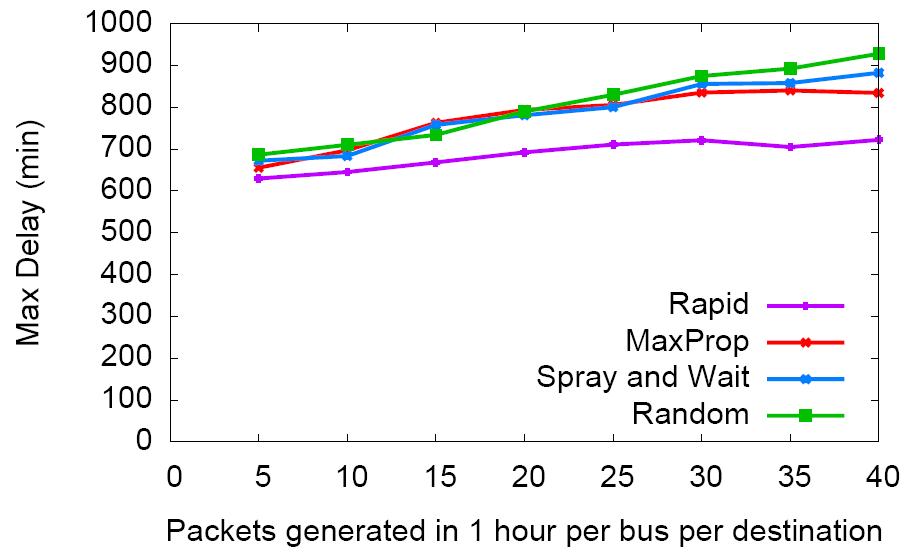 1000
900
800
700
600
500
400
300
200
100
0
Max Delay (min)
Rapid
MaxProp
Spray and Wait
Random
0 5 10 15 20 25 30 35 40
Packets generated in 1 hour per bus per destination